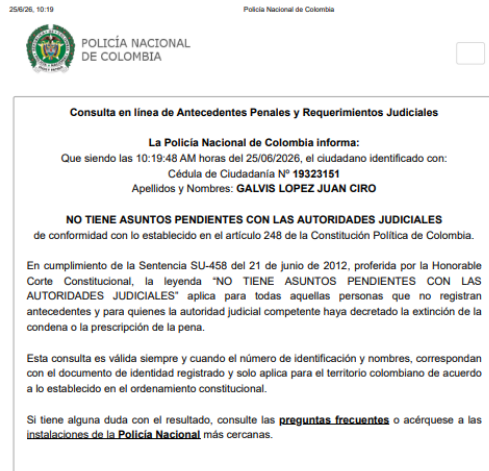 25/6/26, 10:19
Policía Nacional de Colombia
POLICÍA NACIONAL
DE COLOMBIA
Consulta en línea de Antecedentes Penales y Requerimientos Judiciales
La Policía Nacional de Colombia informa:
Que siendo las 10:19:48 AM horas del 25/06/2026, el ciudadano identificado con:
Cédula de Ciudadanía Nº 19323151
Apellidos y Nombres: GALVIS LOPEZ JUAN CIRO
NO TIENE ASUNTOS PENDIENTES CON LAS AUTORIDADES JUDICIALES
de conformidad con lo establecido en el artículo 248 de la Constitución Política de Colombia.
En cumplimiento de la Sentencia SU-458 del 21 de junio de 2012, proferida por la Honorable
Corte Constitucional, la leyenda “NO TIENE ASUNTOS PENDIENTES CON LAS
AUTORIDADES JUDICIALES” aplica para todas aquellas personas que no registran
antecedentes y para quienes la autoridad judicial competente haya decretado la extinción de la
condena o la prescripción de la pena.
Esta consulta es válida siempre y cuando el número de identificación y nombres, correspondan
con el documento de identidad registrado y solo aplica para el territorio colombiano de acuerdo
a lo establecido en el ordenamiento constitucional.
Si tiene alguna duda con el resultado, consulte las preguntas frecuentes o acérquese a las
instalaciones de la Policía Nacional más cercanas.